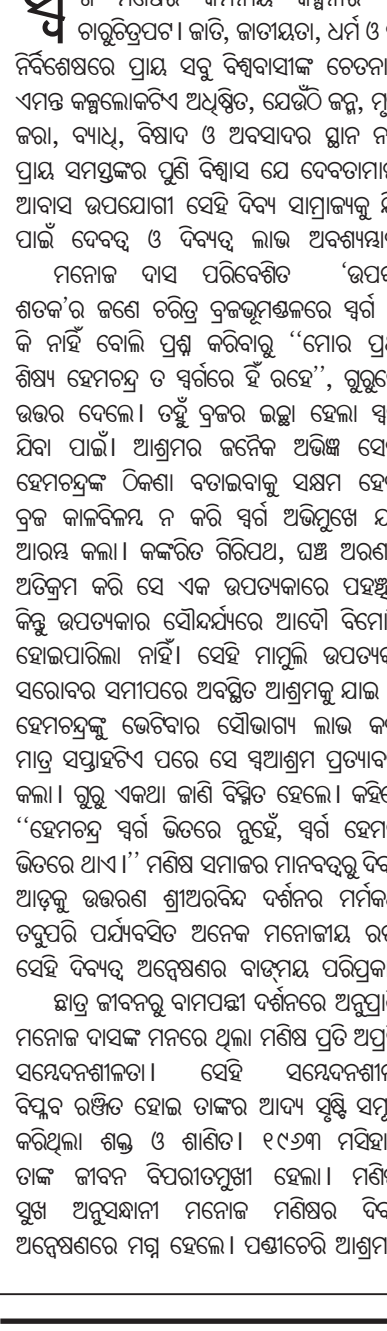 ସ୍ୱ
ଚାରୁଚିତ୍ରପଟ। ଜାତି, ଜାତୀୟତା, ଧର୍ମ ଓ
ନିର୍ବିଶେଷରେ ପ୍ରାୟ ସବୁ ବିଶ୍ୱବାସୀଙ୍କ ଚେତନା
ଏମନ୍ତ କଳ୍ପଲୋକଟିଏ ଅଧିଷ୍ଠିତ, ଯେଉଁଠି ଜନ୍ମ, ମୃ
ଜରା, ବ୍ୟାଧି, ବିଷାଦ ଓ ଅବସାଦର ସ୍ଥାନ ନ
ପ୍ରାୟ ସମସ୍ତଙ୍କର ପୁଣି ବିଶ୍ୱାସ ଯେ ଦେବତାମା
ଆବାସ ଉପଯୋଗୀ ସେହି ଦିବ୍ୟ ସାମ୍ରାଜ୍ୟକୁ ଯି
ପାଇଁ ଦେବତ୍ୱ ଓ ଦିବ୍ୟତ୍ୱ ଲାଭ ଅବଶ୍ୟମ୍ଭା
ମନୋଜ ଦାସ ପରିବେଶିତ ‘ଉପକ
ଶତକ’ର ଜଣେ ଚରିତ୍ର ବ୍ରଜଭୂମଣ୍ଡଳରେ ସ୍ୱର୍ଗ
କି ନାହିଁ ବୋଲି ପ୍ରଶ୍ନ କରିବାରୁ ‘‘ମୋର ପ୍ରଥ
ଶିଷ୍ୟ ହେମଚନ୍ଦ୍ର ତ ସ୍ୱର୍ଗରେ ହିଁ ରହେ’’, ଗୁରୁଦେ
ଉତ୍ତର ଦେଲେ। ତହୁଁ ବ୍ରଜର ଇଚ୍ଛା ହେଲା ସ୍ୱ
ଯିବା ପାଇଁ। ଆଶ୍ରମର ଜନୈକ ଅଭିଜ୍ଞ ସେ
ହେମଚନ୍ଦ୍ରଙ୍କ ଠିକଣା ବତାଇବାକୁ ସକ୍ଷମ ହେ
ବ୍ରଜ କାଳବିଳମ୍ବ ନ କରି ସ୍ୱର୍ଗ ଅଭିମୁଖେ ଯ
ଆରମ୍ଭ କଲା। କଙ୍କରିତ ଗିରିପଥ, ଘଞ୍ଚ ଅରଣ
ଅତିକ୍ରମ କରି ସେ ଏକ ଉପତ୍ୟକାରେ ପହଞ୍ଚି
କିନ୍ତୁ ଉପତ୍ୟକାର ସୌନ୍ଦର୍ଯ୍ୟରେ ଆଦୌ ବିମୋ
ହୋଇପାରିଲା ନାହିଁ। ସେହି ମାମୁଲି ଉପତ୍ୟକ
ସରୋବର ସମୀପରେ ଅବସ୍ଥିତ ଆଶ୍ରମକୁ ଯାଇ
ହେମଚନ୍ଦ୍ରଙ୍କୁ ଭେଟିବାର ସୌଭାଗ୍ୟ ଲାଭ କ
ମାତ୍ର ସପ୍ତାହଟିଏ ପରେ ସେ ସ୍ୱଆଶ୍ରମ ପ୍ରତ୍ୟାବ
କଲା। ଗୁରୁ ଏକଥା ଜାଣି ବିସ୍ମିତ ହେଲେ। କହିଲେ
‘‘ହେମଚନ୍ଦ୍ର ସ୍ୱର୍ଗ ଭିତରେ ନୁହେଁ, ସ୍ୱର୍ଗ ହେମ
ଭିତରେ ଥାଏ।’’ ମଣିଷ ସମାଜର ମାନବତ୍ୱରୁ ଦିବ
ଆଡ଼କୁ ଉତ୍ତରଣ ଶ୍ରୀଅରବିନ୍ଦ ଦର୍ଶନର ମର୍ମକ
ତଦୁପରି ପର୍ଯ୍ୟବସିତ ଅନେକ ମନୋଜୀୟ ରଚ
ସେହି ଦିବ୍ୟତ୍ୱ ଅନ୍ୱେଷଣର ବାଙ୍‌ମୟ ପରିପ୍ରକା
ଛାତ୍ର ଜୀବନରୁ ବାମପନ୍ଥୀ ଦର୍ଶନରେ ଅନୁପ୍ରା
ମନୋଜ ଦାସଙ୍କ ମନରେ ଥିଲା ମଣିଷ ପ୍ରତି ଅପ୍ର
ସମ୍ବେଦନଶୀଳତା। ସେହି ସମ୍ବେଦନଶୀଳ
ବିପ୍ଳବ ରଞ୍ଜିତ ହୋଇ ତାଙ୍କର ଆଦ୍ୟ ସୃଷ୍ଟି ସମୂ
କରିଥିଲା ଶକ୍ତ ଓ ଶାଣିତ। ୧୯୬୩ ମସିହା
ତାଙ୍କ ଜୀବନ ବିପରୀତମୁଖୀ ହେଲା। ମଣିଷ
ସୁଖ ଅନୁସନ୍ଧାନୀ ମନୋଜ ମଣିଷର ଦିବ
ଅନ୍ୱେଷଣରେ ମଗ୍ନ ହେଲେ। ପଣ୍ଡୀଚେରି ଆଶ୍ରମ